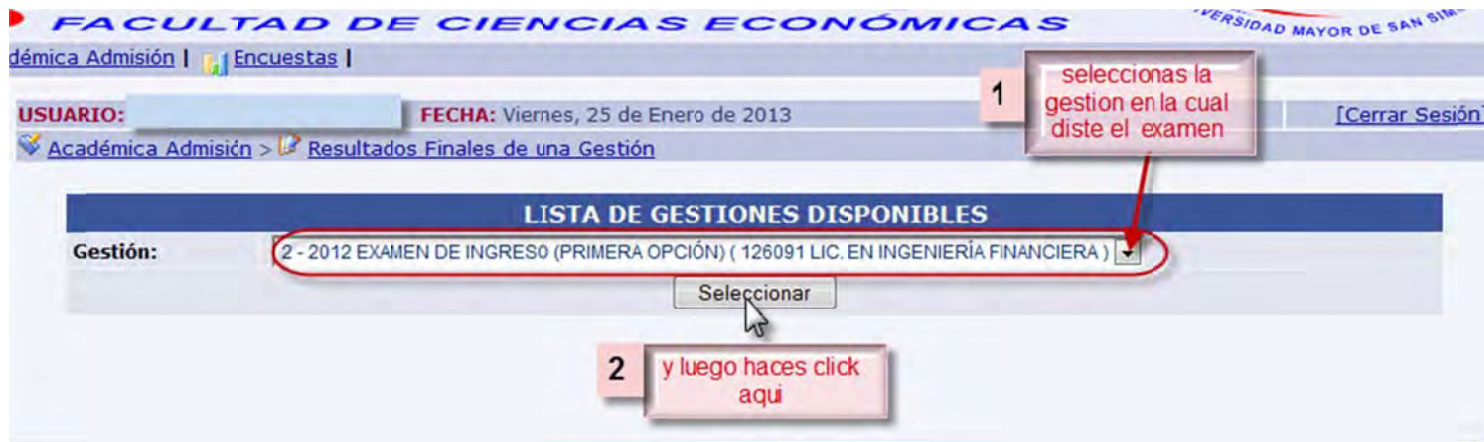 FACULTAD DE CIENCIAS ECONÓMICAS
UNIVERSIDAD MAYOR DE SAN SIM
démica Admisión | Encuestas |
1
seleccionas la
gestion en la cual
diste el examen
USUARIO: FECHA: Viernes, 25 de Enero de 2013 [Cerrar Sesión]
Académica Admisión > Resultados Finales de una Gestión
LISTA DE GESTIONES DISPONIBLES
Gestión: 2 - 2012 EXAMEN DE INGRESO (PRIMERA OPCIÓN) ( 126091 LIC. EN INGENIERÍA FINANCIERA )
Seleccionar
2
y luego haces click
aqui